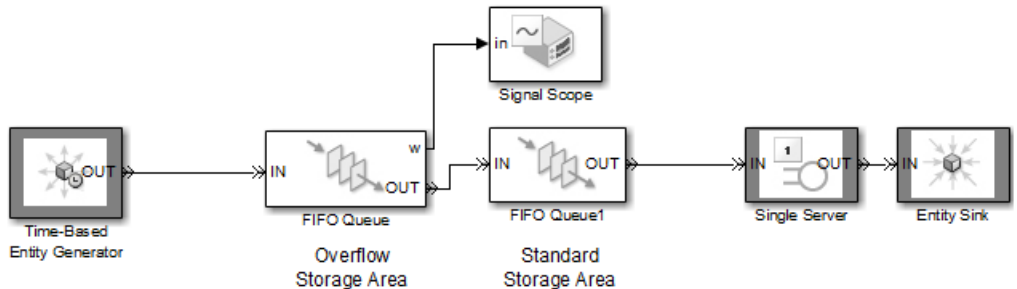 in
Signal Scope
OUT
Time-Based
Entity Generator
IN
w
OUT
FIFO Queue
Overflow
Storage Area
IN
OUT
FIFO Queue1
Standard
Storage Area
IN
1
OUT
Single Server
IN
Entity Sink